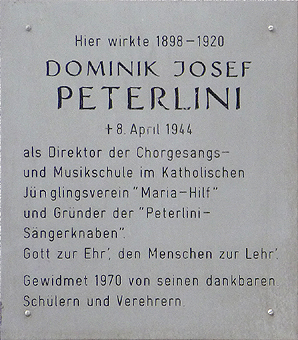 Hier wirkte 1898-1920
DOMINIK JOSEF
PETERLINI
+ 8. April 1944
als Direktor der Chorgesangs-
und Musikschule im Katholischen
Jünglingsverein "Maria-Hilf"
und Gründer der "Peterlini-
Sängerknaben".
Gott zur Ehr', den Menschen zur Lehr'.
Gewidmet 1970 von seinen dankbaren
Schülern und Verehrern.